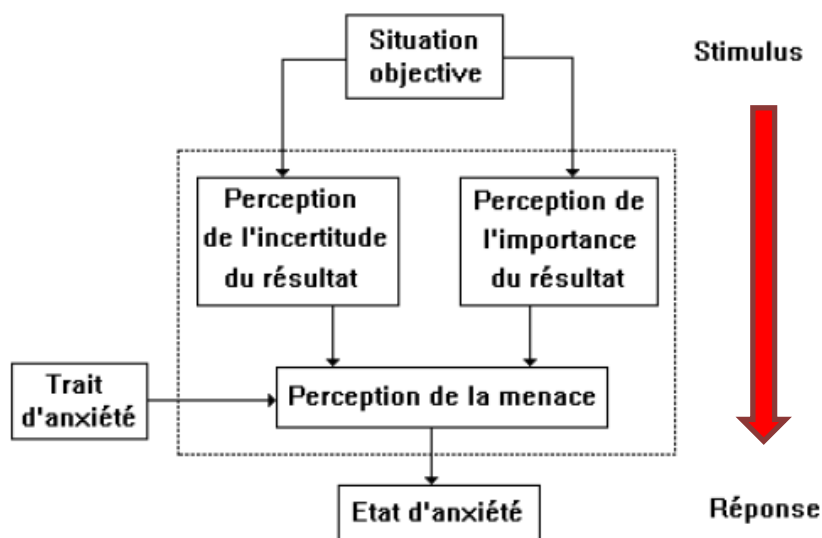 Situation
objective
Stimulus
Perception
de l'incertitude
du résultat
Perception de
l'importance
du résultat
Trait
d'anxiété
Perception de la menace
Etat d'anxiété
Réponse